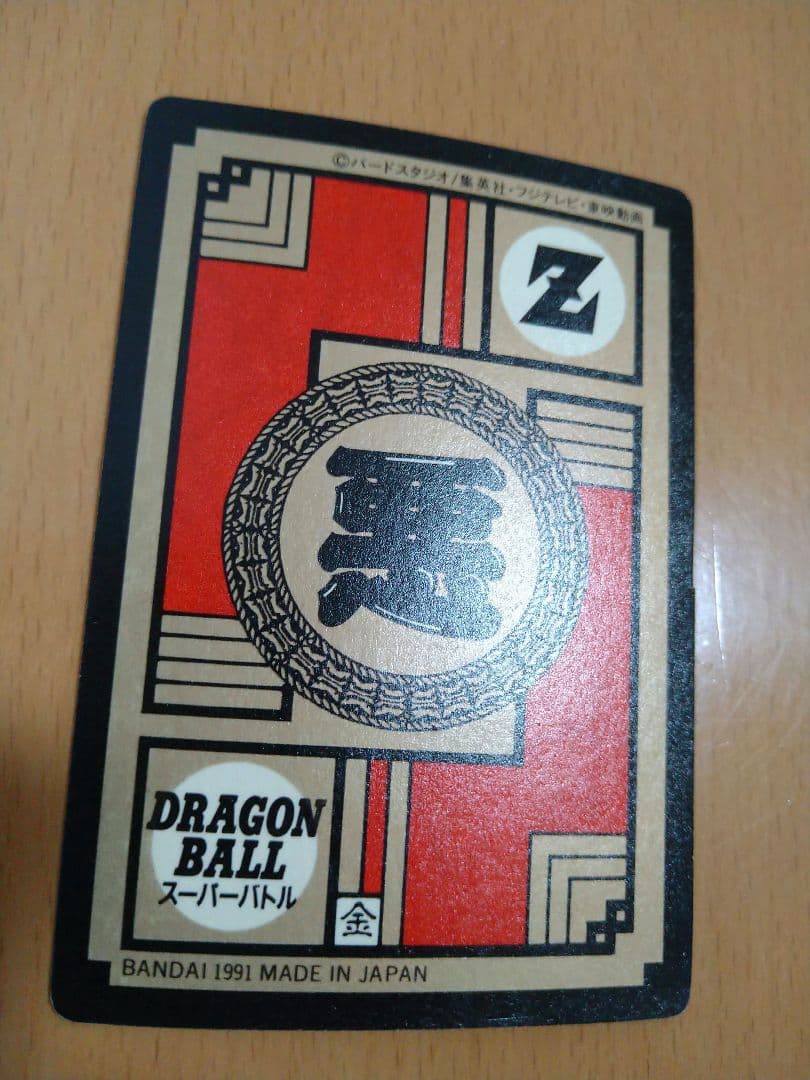 ©バードスタジオ/集英社・フジテレビ・東映動画
Z
悪
DRAGON
BALL
スーパーバトル
金
BANDAI 1991 MADE IN JAPAN